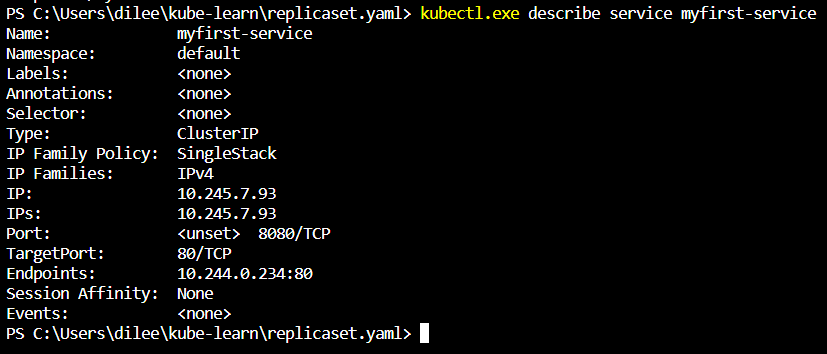 PS C:\Users\dilee\kube-learn\replicaset.yaml> kubectl.exe describe service myfirst-service
Name:              myfirst-service
Namespace:         default
Labels:            <none>
Annotations:       <none>
Selector:          <none>
Type:              ClusterIP
IP Family Policy:  SingleStack
IP Families:       IPv4
IP:                10.245.7.93
IPs:               10.245.7.93
Port:              <unset>  8080/TCP
TargetPort:        80/TCP
Endpoints:         10.244.0.234:80
Session Affinity:  None
Events:            <none>
PS C:\Users\dilee\kube-learn\replicaset.yaml>